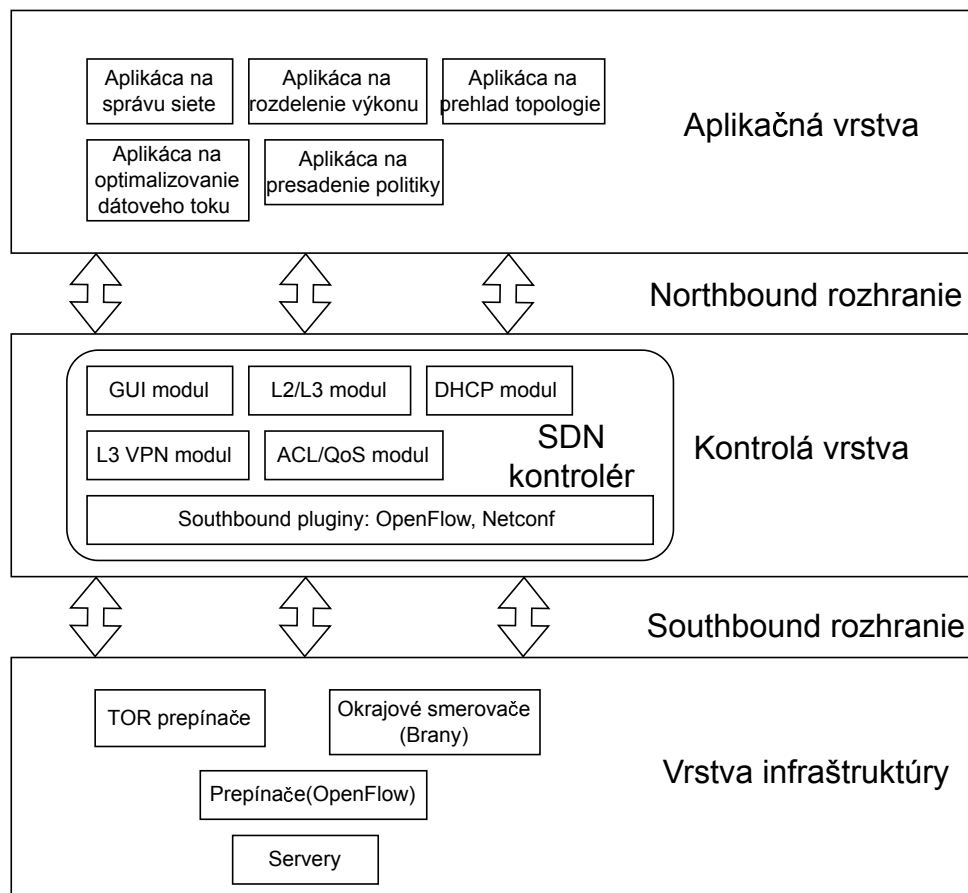 Aplikáca na
správu siete
Aplikáca na
rozdelenie výkonu
Aplikáca na
prehlad topologie
Aplikačná vrstva
Aplikáca na
optimalizovanie
dátoveho toku
Aplikáca na
presadenie politiky
Northbound rozhranie
GUI modul
L2/L3 modul
DHCP modul
L3 VPN modul
ACL/QoS modul
SDN
kontrolér
Kontrolá vrstva
Southbound pluginy: OpenFlow, Netconf
Southbound rozhranie
TOR prepínače
Okrajové smerovače
(Brany)
Vrstva infraštruktúry
Prepínače(OpenFlow)
Servery